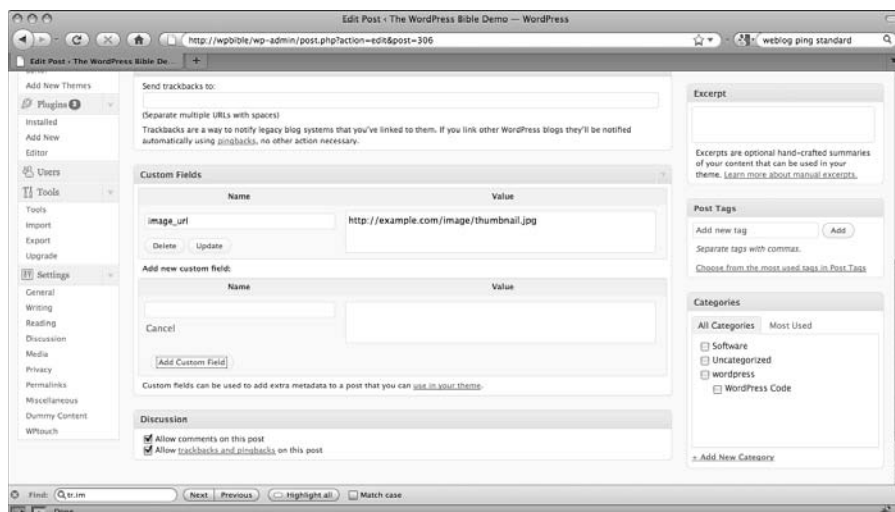 Edit Post ‹ The WordPress Bible Demo — WordPress
http://wpbible/wp-admin/post.php?action=edit&post=306
weblog ping standard
Edit Post ‹ The WordPress Bible De...
Add New Themes
Plugins 3
Installed
Add New
Editor
Users
Tools
Tools
Import
Export
Upgrade
Settings
General
Writing
Reading
Discussion
Media
Privacy
Permalinks
Miscellaneous
Dummy Content
WPtouch
Send trackbacks to:
(Separate multiple URLs with spaces)
Trackbacks are a way to notify legacy blog systems that you've linked to them. If you link other WordPress blogs they'll be notified
automatically using pingbacks, no other action necessary.
Custom Fields
Name Value
image_url http://example.com/image/thumbnail.jpg
Delete Update
Add new custom field:
Name Value
Cancel
Add Custom Field
Custom fields can be used to add extra metadata to a post that you can use in your theme.
Discussion
Allow comments on this post
Allow trackbacks and pingbacks on this post
Excerpt
Excerpts are optional hand-crafted summaries
of your content that can be used in your
theme. Learn more about manual excerpts.
Post Tags
Add new tag Add
Separate tags with commas.
Choose from the most used tags in Post Tags
Categories
All Categories Most Used
Software
Uncategorized
wordpress
WordPress Code
+ Add New Category
Find: tr.im Next Previous Highlight all Match case
Done